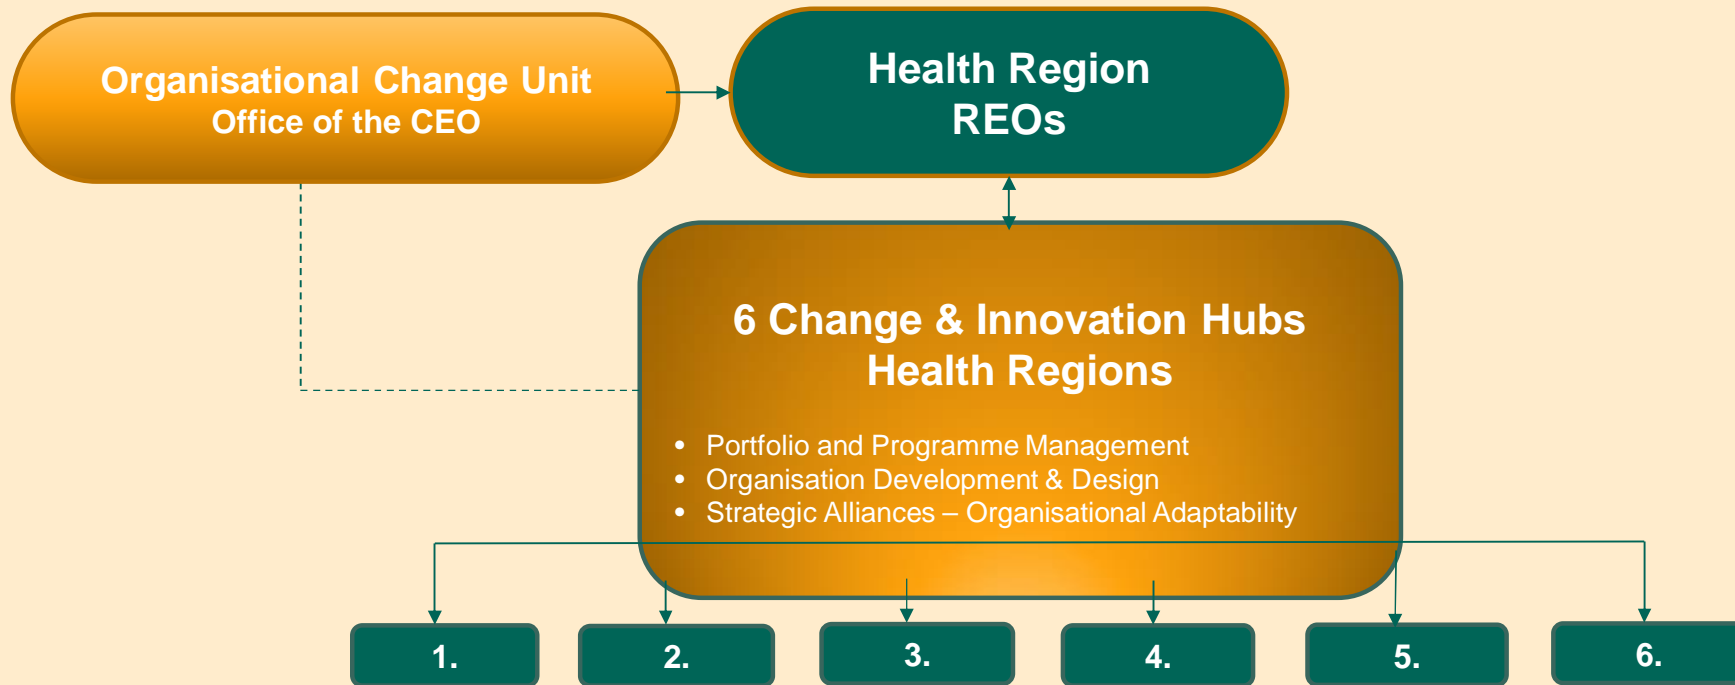 Organisational Change Unit
Office of the CEO
Health Region
REOs
6 Change & Innovation Hubs
Health Regions
• Portfolio and Programme Management
• Organisation Development & Design
• Strategic Alliances – Organisational Adaptability
1.
2.
3.
4.
5.
6.